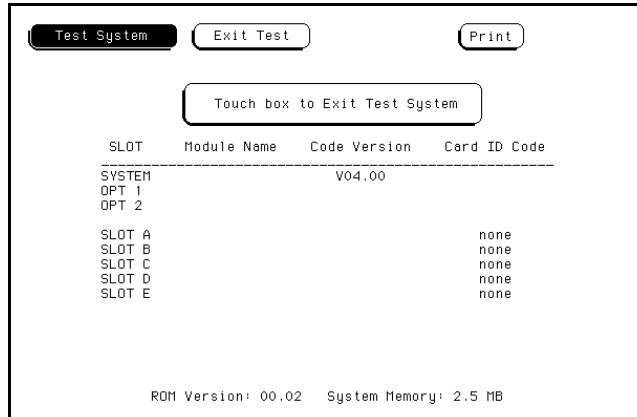 Test System Exit Test Print
Touch box to Exit Test System
SLOT Module Name Code Version Card ID Code
SYSTEM V04.00
OPT 1
OPT 2
SLOT A none
SLOT B none
SLOT C none
SLOT D none
SLOT E none
ROM Version: 00.02 System Memory: 2.5 MB